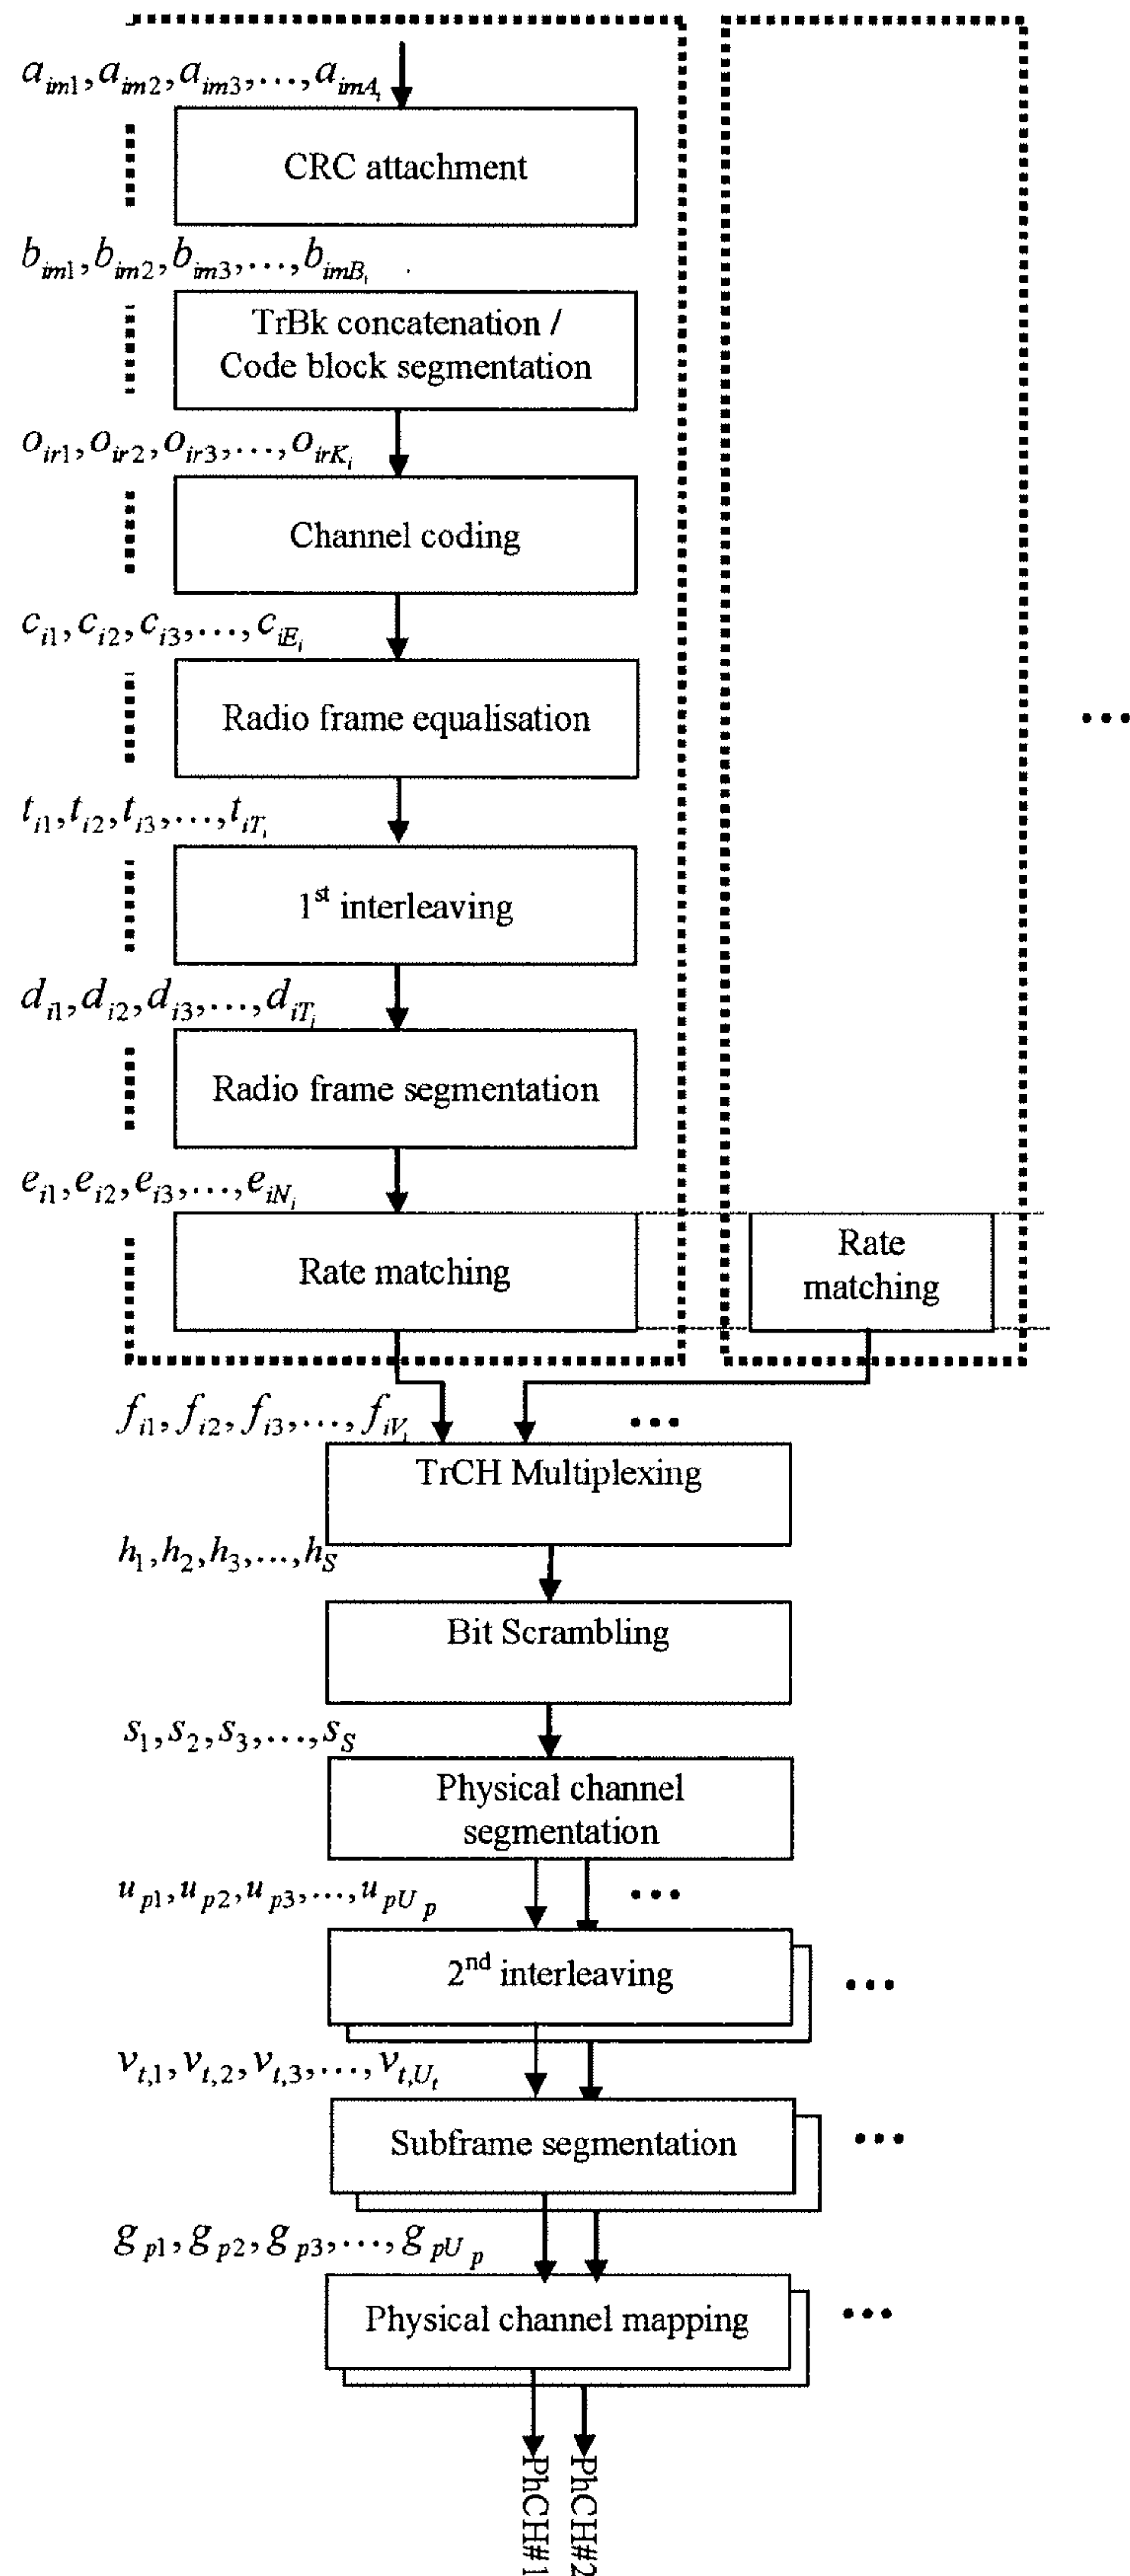 a_{im1}, a_{im2}, a_{im3}, ..., a_{imA_i}
CRC attachment
b_{im1}, b_{im2}, b_{im3}, ..., b_{imB_i}
TrBk concatenation /
Code block segmentation
o_{ir1}, o_{ir2}, o_{ir3}, ..., o_{irK_i}
Channel coding
c_{i1}, c_{i2}, c_{i3}, ..., c_{iE_i}
Radio frame equalisation
...
t_{i1}, t_{i2}, t_{i3}, ..., t_{iT_i}
1^{st} interleaving
d_{i1}, d_{i2}, d_{i3}, ..., d_{iT_i}
Radio frame segmentation
e_{i1}, e_{i2}, e_{i3}, ..., e_{iN_i}
Rate matching
Rate
matching
f_{i1}, f_{i2}, f_{i3}, ..., f_{iV_i}
...
TrCH Multiplexing
h_1, h_2, h_3, ..., h_S
Bit Scrambling
s_1, s_2, s_3, ..., s_S
Physical channel
segmentation
u_{p1}, u_{p2}, u_{p3}, ..., u_{pU_p}
...
2^{nd} interleaving
...
v_{t,1}, v_{t,2}, v_{t,3}, ..., v_{t,U_t}
Subframe segmentation
...
g_{p1}, g_{p2}, g_{p3}, ..., g_{pU_p}
Physical channel mapping
...
PhCH#1
PhCH#2